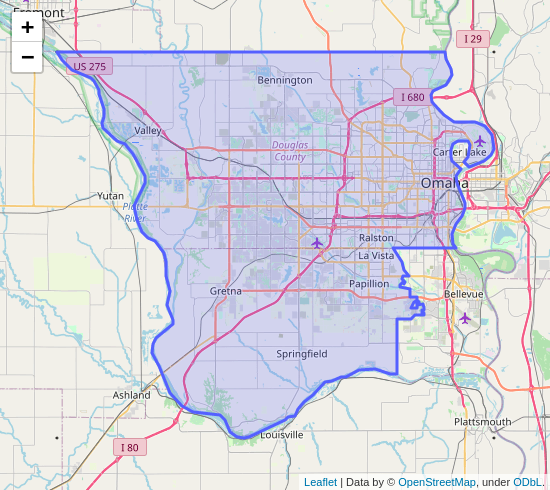 Fremont
+
−
I 29
US 275
Bennington
I 680
Valley
Douglas
County
Carter Lake
Omaha
Yutan
Platte
River
Ralston
La Vista
Papillion
Gretna
Bellevue
Springfield
Ashland
Plattsmouth
Louisville
I 80
Leaflet | Data by © OpenStreetMap, under ODbL.